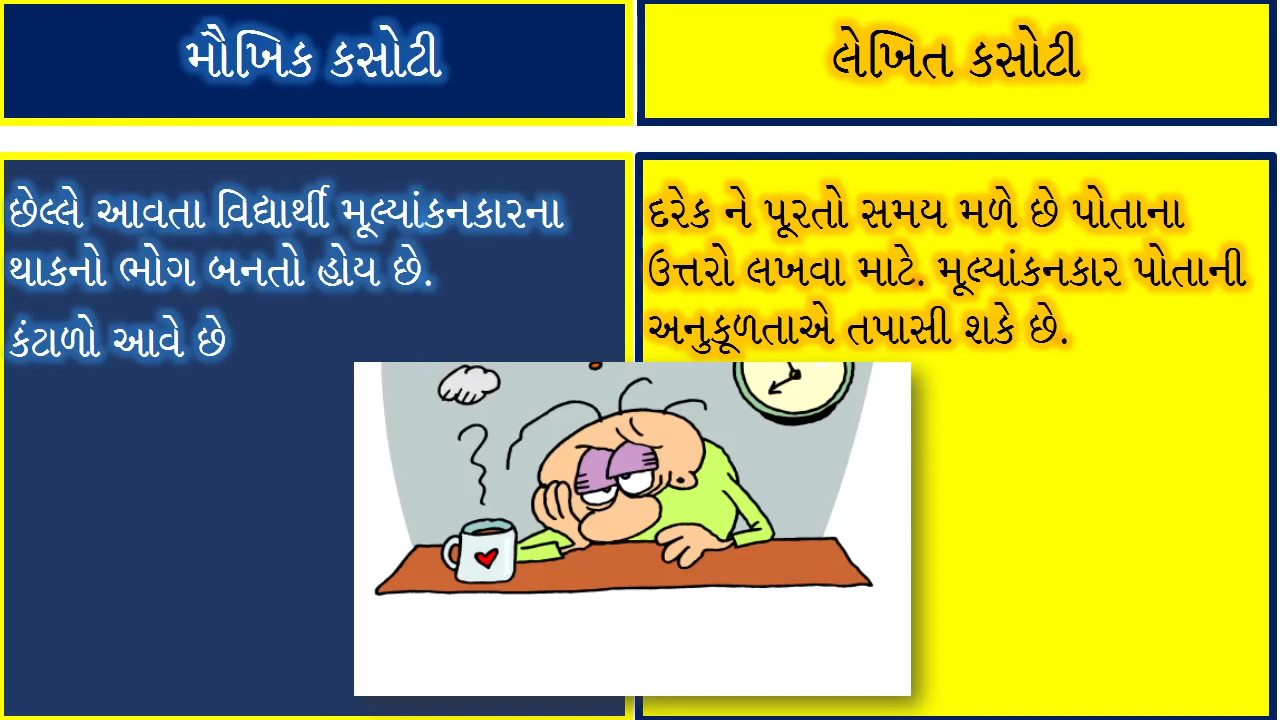 મૌખિક કસોટી
લેખિત કસોટી
છેલ્લે આવતા વિદ્યાર્થી મૂલ્યાંકનકારના
થાકનો ભોગ બનતો હોય છે.
કંટાળો આવે છે
દરેક ને પૂરતો સમય મળે છે પોતાના
ઉત્તરો લખવા માટે. મૂલ્યાંકનકાર પોતાની
અનુકૂળતાએ તપાસી શકે છે.